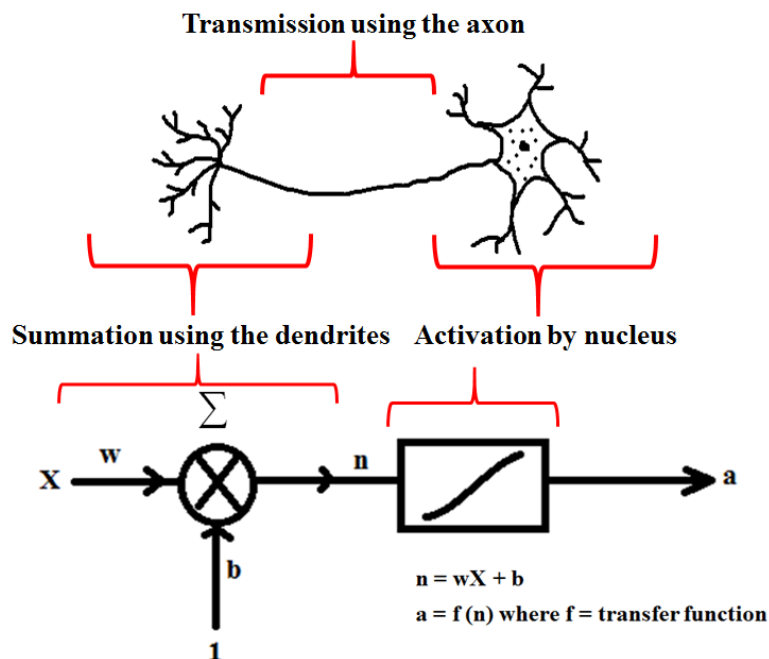 Transmission using the axon
Summation using the dendrites
Activation by nucleus
∑
w
n
X
a
b
n = wX + b
a = f (n) where f = transfer function
1